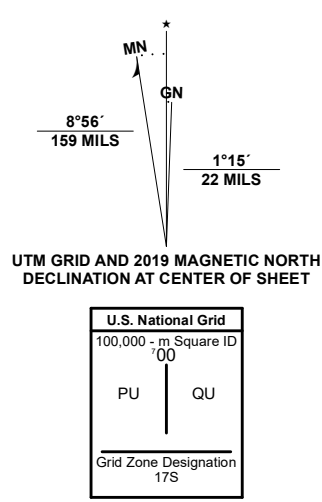 MN
GN
8°56´
159 MILS
1°15´
22 MILS
UTM GRID AND 2019 MAGNETIC NORTH
DECLINATION AT CENTER OF SHEET
U.S. National Grid
100,000 - m Square ID
⁷00
PU QU
Grid Zone Designation
17S